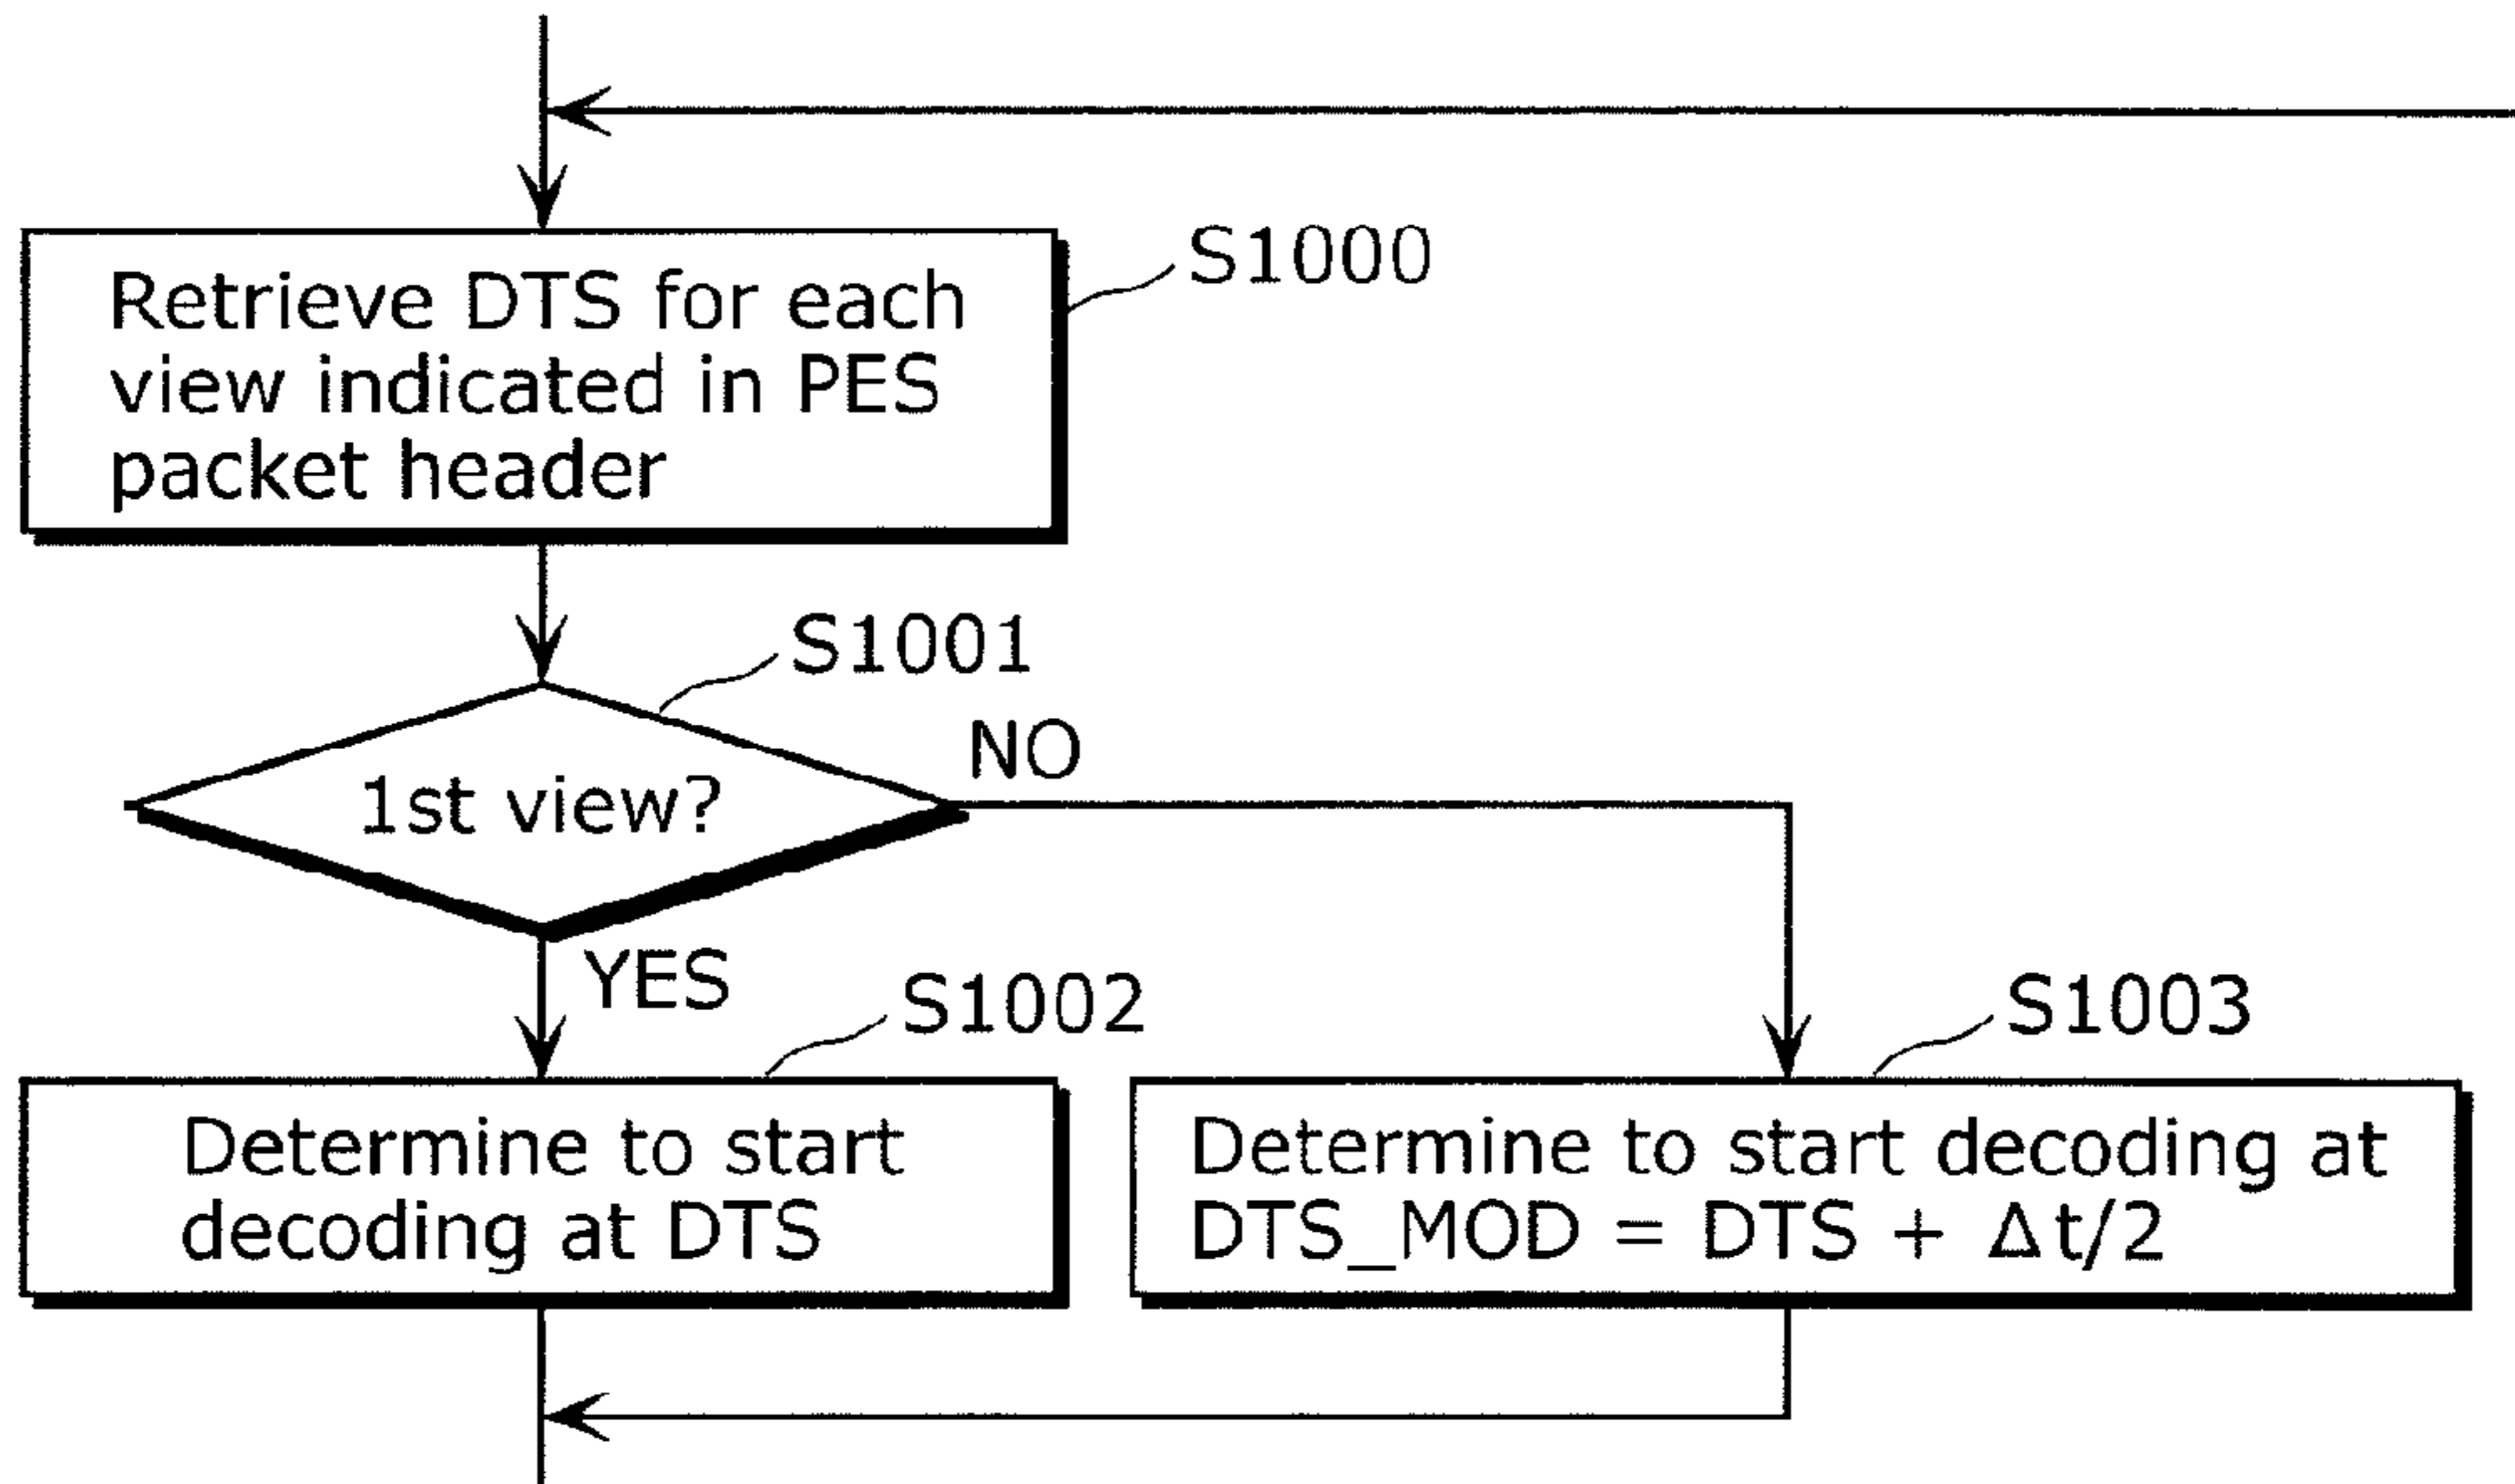 S1000
Retrieve DTS for each
view indicated in PES
packet header
S1001
NO
1st view?
YES
S1002
S1003
Determine to start
decoding at DTS
Determine to start decoding at
DTS_MOD = DTS + Δt/2